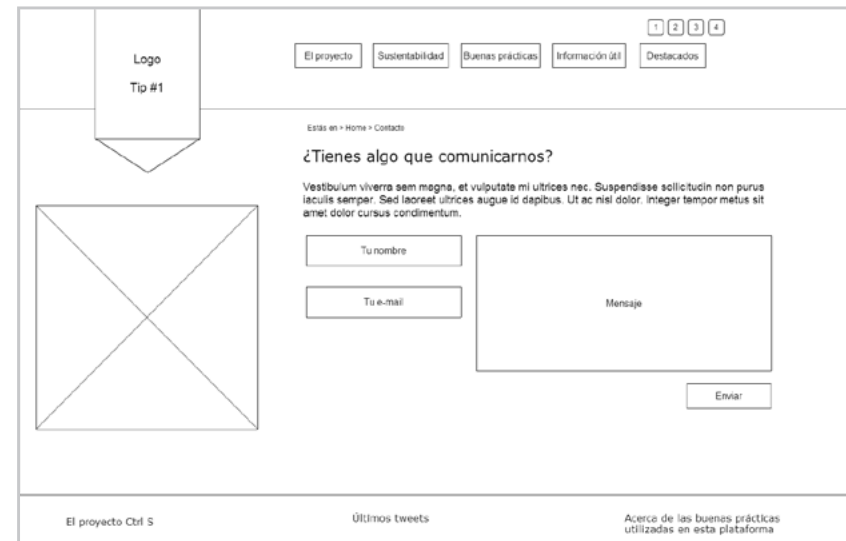 1 2 3 4
Logo
Tip #1
El proyecto Sustentabilidad Buenas prácticas Información útil Destacados
Estás en > Home > Contacto
¿Tienes algo que comunicarnos?
Vestibulum viverra sem magna, et vulputate mi ultrices nec. Suspendisse sollicitudin non purus
iaculis semper. Sed laoreet ultrices augue id dapibus. Ut ac nisl dolor. Integer tempor metus sit
amet dolor cursus condimentum.
Tu nombre
Tu e-mail
Mensaje
Enviar
El proyecto Ctrl S
Últimos tweets
Acerca de las buenas prácticas
utilizadas en esta plataforma